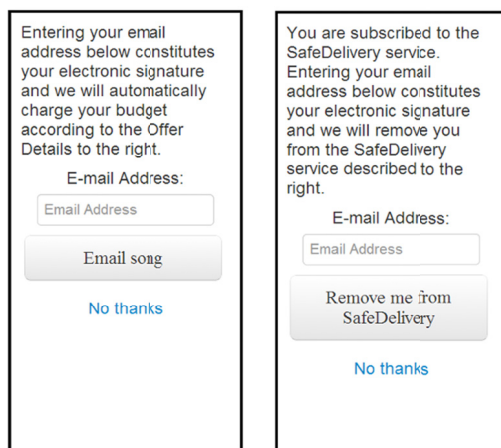 Entering your email
address below constitutes
your electronic signature
and we will automatically
charge your budget
according to the Offer
Details to the right.
E-mail Address:
Email Address
Email song
No thanks
You are subscribed to the
SafeDelivery service.
Entering your email
address below constitutes
your electronic signature
and we will remove you
from the SafeDelivery
service described to the
right.
E-mail Address:
Email Address
Remove me from
SafeDelivery
No thanks